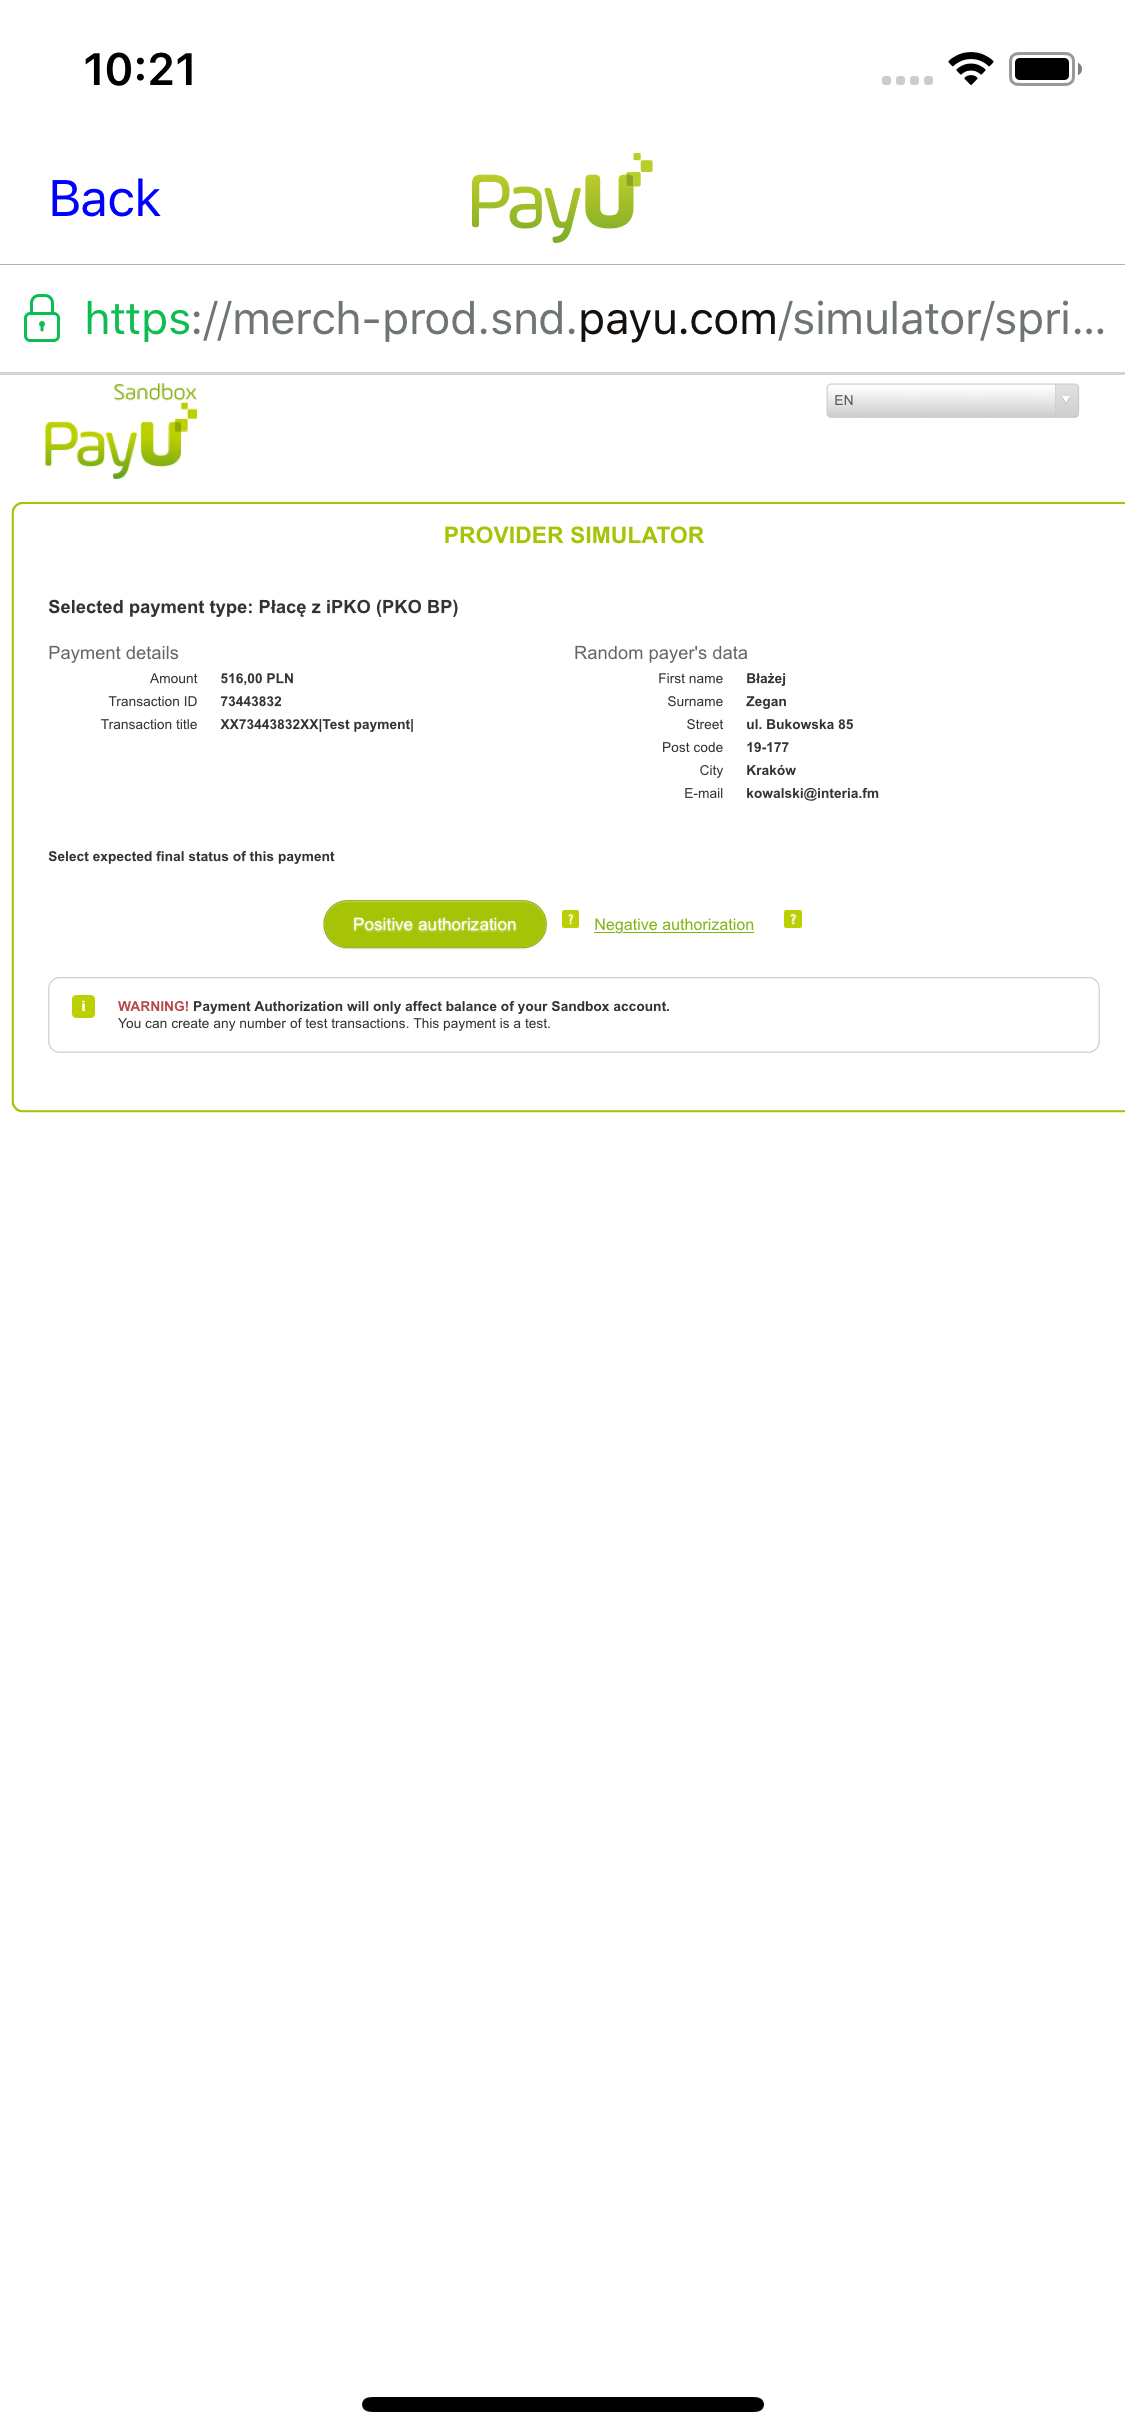 10:21
Back
PayU
https://merch-prod.snd.payu.com/simulator/spri...
Sandbox
PayU
EN
PROVIDER SIMULATOR
Selected payment type: Płacę z iPKO (PKO BP)
Payment details
Amount 516,00 PLN
Transaction ID 73443832
Transaction title XX73443832XX|Test payment|
Random payer's data
First name Błażej
Surname Zegan
Street ul. Bukowska 85
Post code 19-177
City Kraków
E-mail kowalski@interia.fm
Select expected final status of this payment
Positive authorization ? Negative authorization ?
i WARNING! Payment Authorization will only affect balance of your Sandbox account.
You can create any number of test transactions. This payment is a test.